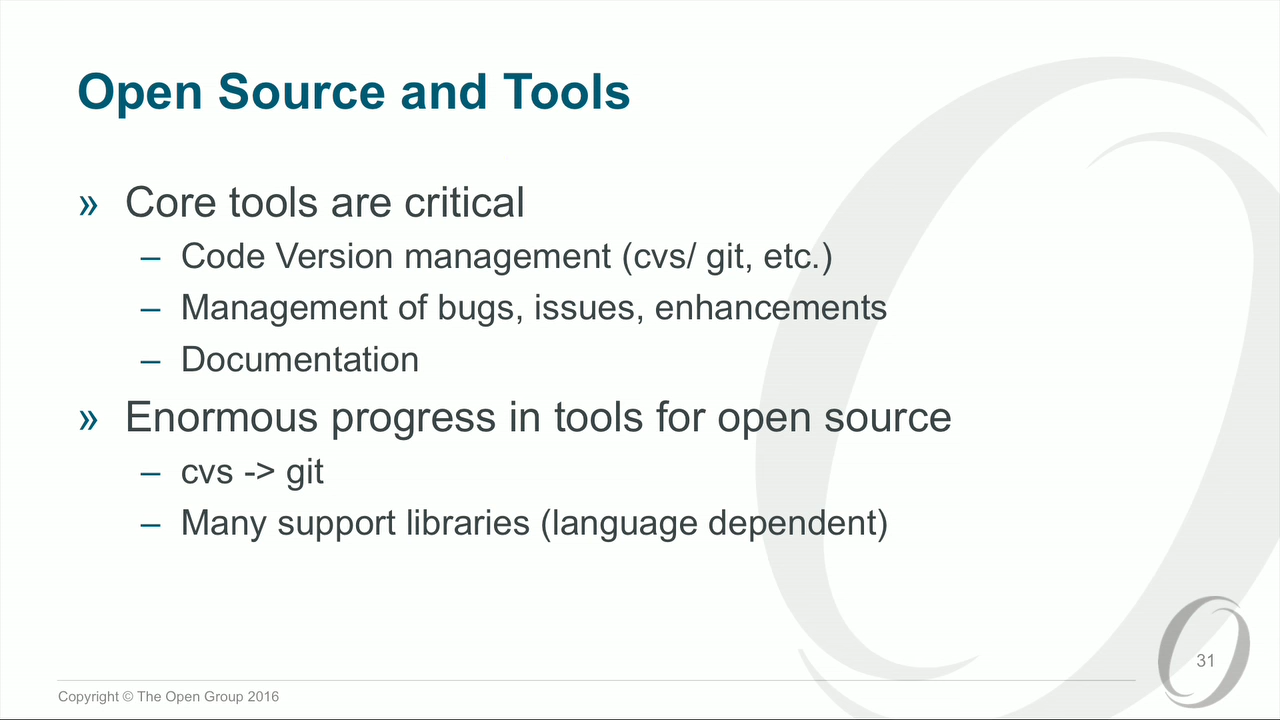 Open Source and Tools
» Core tools are critical
– Code Version management (cvs/ git, etc.)
– Management of bugs, issues, enhancements
– Documentation
» Enormous progress in tools for open source
– cvs -> git
– Many support libraries (language dependent)
31
Copyright © The Open Group 2016